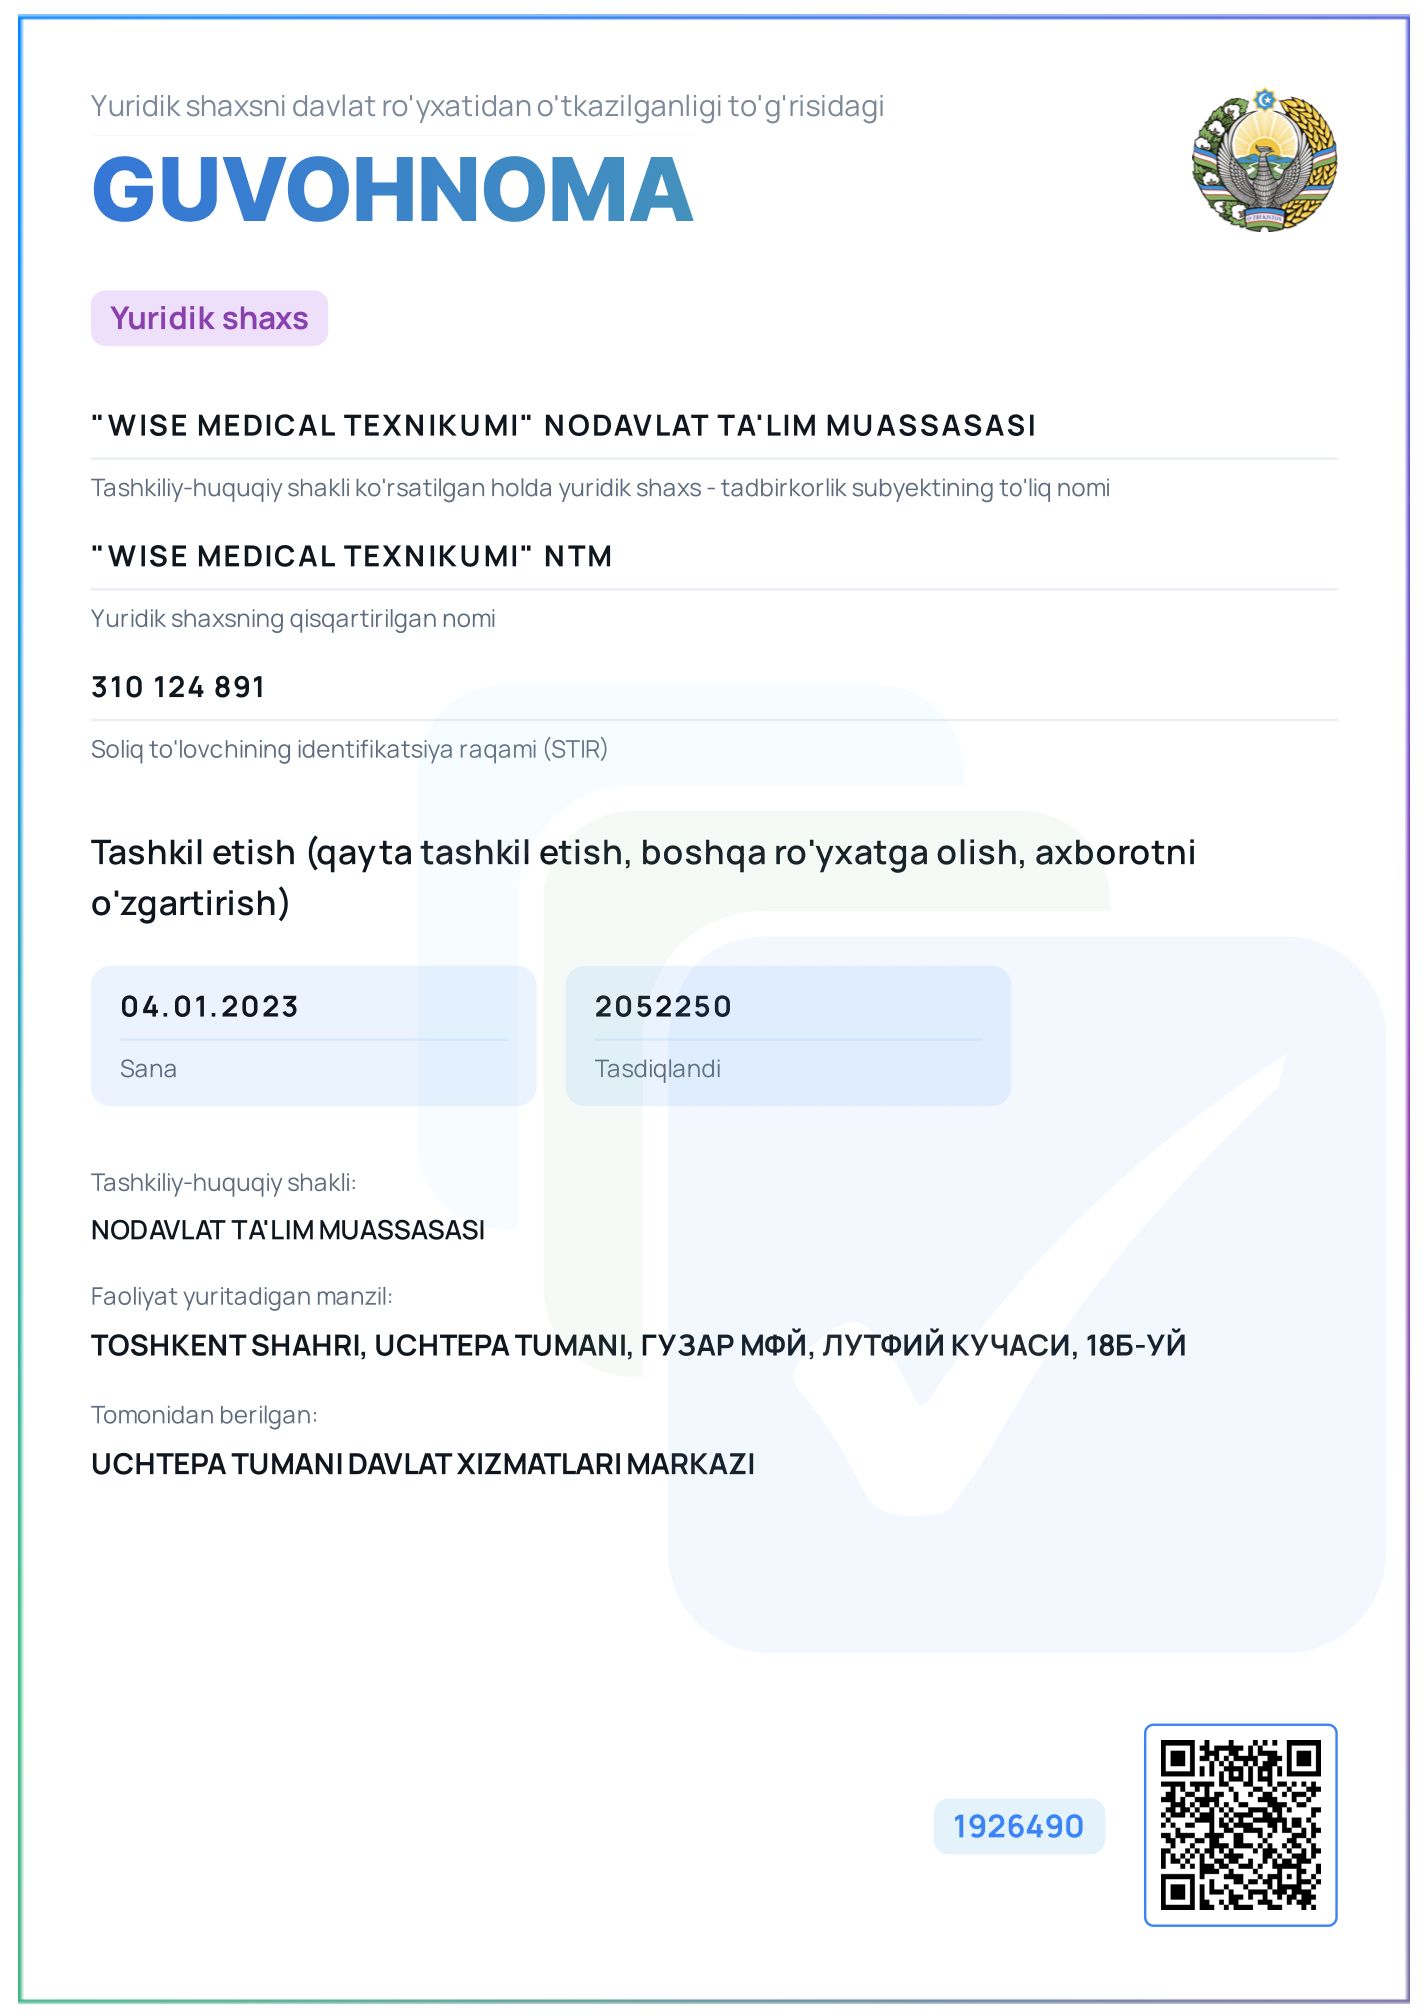 Yuridik shaxsni davlat ro'yxatidan o'tkazilganligi to'g'risidagi
GUVOHNOMA
Yuridik shaxs
"WISE MEDICAL TEXNIKUMI" NODAVLAT TA'LIM MUASSASASI
Tashkiliy-huquqiy shakli ko'rsatilgan holda yuridik shaxs - tadbirkorlik subyektining to'liq nomi
"WISE MEDICAL TEXNIKUMI" NTM
Yuridik shaxsning qisqartirilgan nomi
310 124 891
Soliq to'lovchining identifikatsiya raqami (STIR)
Tashkil etish (qayta tashkil etish, boshqa ro'yxatga olish, axborotni
o'zgartirish)
04.01.2023
Sana
2052250
Tasdiqlandi
Tashkiliy-huquqiy shakli:
NODAVLAT TA'LIM MUASSASASI
Faoliyat yuritadigan manzil:
TOSHKENT SHAHRI, UCHTEPA TUMANI, ГУЗАР МФЙ, ЛУТФИЙ КУЧАСИ, 18Б-УЙ
Tomonidan berilgan:
UCHTEPA TUMANI DAVLAT XIZMATLARI MARKAZI
1926490